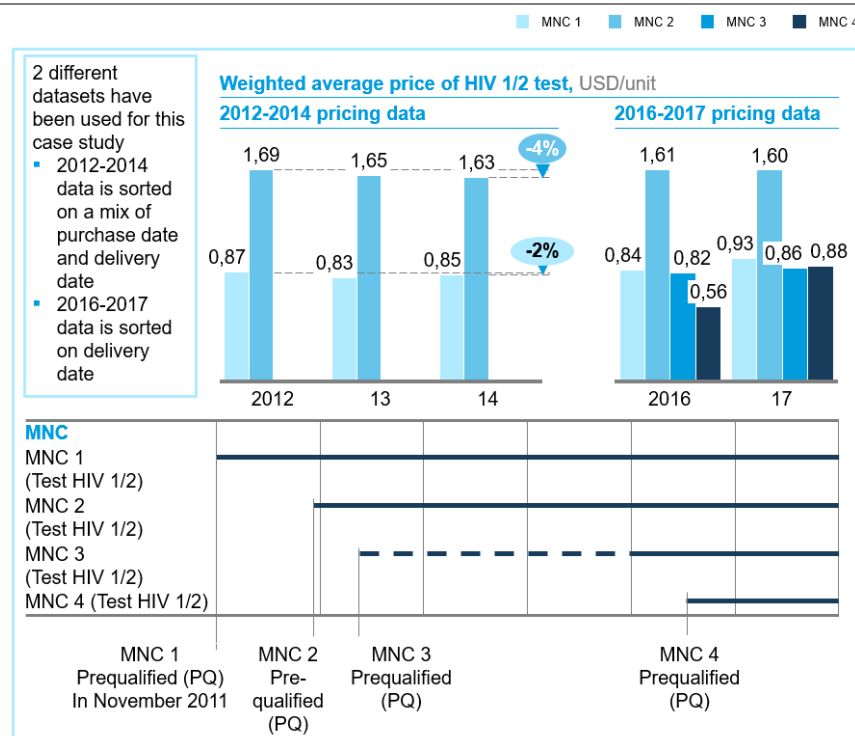 MNC 1 MNC 2 MNC 3 MNC 4
2 different
datasets have
been used for this
case study
2012-2014
data is sorted
on a mix of
purchase date
and delivery
date
2016-2017
data is sorted
on delivery
date
Weighted average price of HIV 1/2 test, USD/unit
2012-2014 pricing data
1,69
1,65
1,63
-4%
0,87
0,83
0,85
-2%
2012
13
14
2016-2017 pricing data
1,61
1,60
0,84
0,82
0,56
0,93
0,86
0,88
2016
17
MNC
MNC 1
(Test HIV 1/2)
MNC 2
(Test HIV 1/2)
MNC 3
(Test HIV 1/2)
MNC 4 (Test HIV 1/2)
MNC 1
Prequalified (PQ)
In November 2011
MNC 2
Pre-
qualified
(PQ)
MNC 3
Prequalified
(PQ)
MNC 4
Prequalified
(PQ)